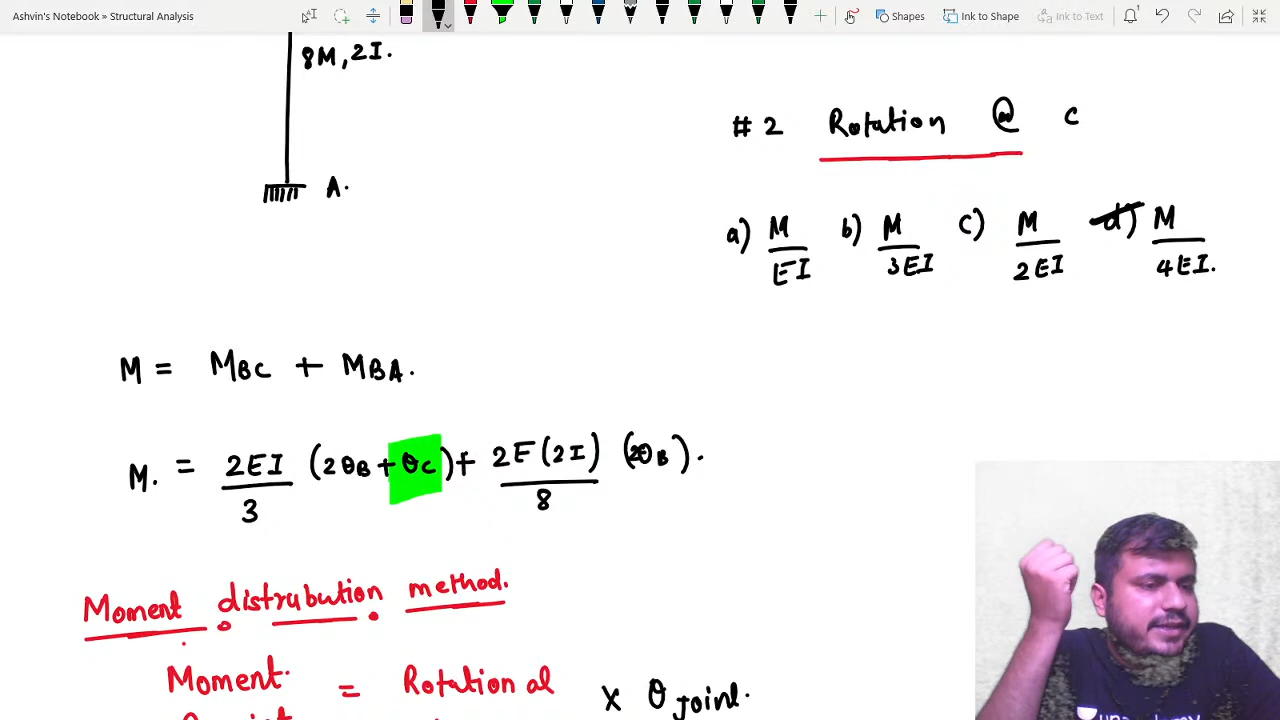 Ashvin's Notebook » Structural Analysis
Shapes
Ink to Shape
Ink to Text
8M, 2I.
A.
#2 Rotation @ C
a) M/EI b) M/3EI c) M/2EI d) M/4EI.
M = MBC + MBA.
M. = 2EI/3 (2θB + θC) + 2E(2I)/8 (2θB).
Moment distrubution method.
Moment. = Rotational × θ Joint.